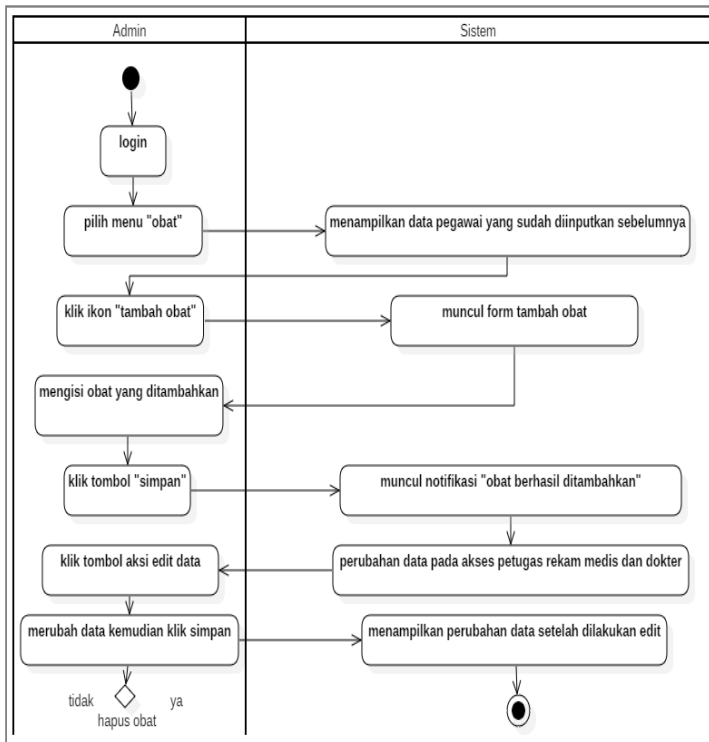 Admin
Sistem
login
pilih menu "obat"
menampilkan data pegawai yang sudah diinputkan sebelumnya
klik ikon "tambah obat"
muncul form tambah obat
mengisi obat yang ditambahkan
klik tombol "simpan"
muncul notifikasi "obat berhasil ditambahkan"
klik tombol aksi edit data
perubahan data pada akses petugas rekam medis dan dokter
merubah data kemudian klik simpan
menampilkan perubahan data setelah dilakukan edit
tidak
ya
hapus obat